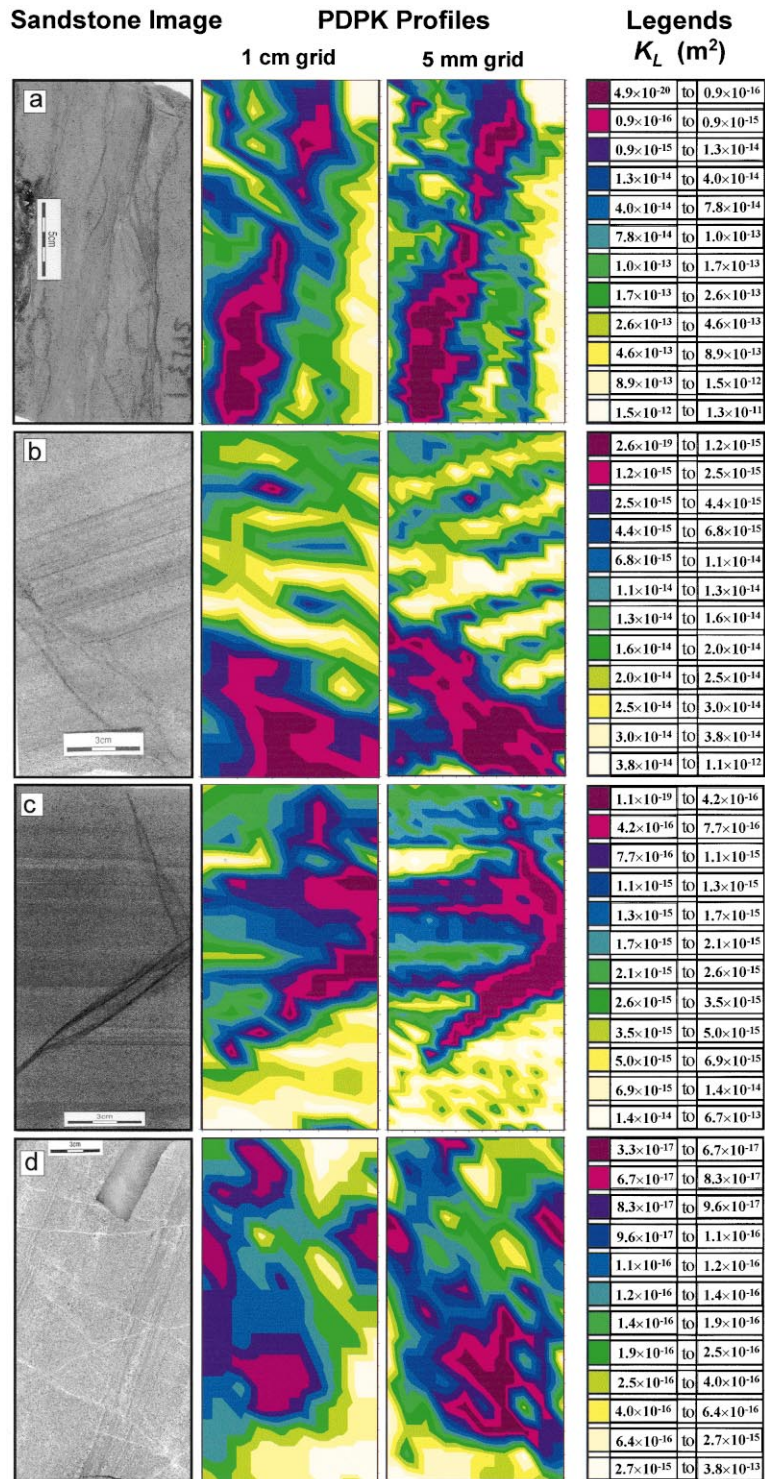 Sandstone Image PDPK Profiles Legends
1 cm grid 5 mm grid K_L (m²)
a
5cm
4.9×10⁻²⁰ to 0.9×10⁻¹⁶
0.9×10⁻¹⁶ to 0.9×10⁻¹⁵
0.9×10⁻¹⁵ to 1.3×10⁻¹⁴
1.3×10⁻¹⁴ to 4.0×10⁻¹⁴
4.0×10⁻¹⁴ to 7.8×10⁻¹⁴
7.8×10⁻¹⁴ to 1.0×10⁻¹³
1.0×10⁻¹³ to 1.7×10⁻¹³
1.7×10⁻¹³ to 2.6×10⁻¹³
2.6×10⁻¹³ to 4.6×10⁻¹³
4.6×10⁻¹³ to 8.9×10⁻¹³
8.9×10⁻¹³ to 1.5×10⁻¹²
1.5×10⁻¹² to 1.3×10⁻¹¹
b
3cm
2.6×10⁻¹⁹ to 1.2×10⁻¹⁵
1.2×10⁻¹⁵ to 2.5×10⁻¹⁵
2.5×10⁻¹⁵ to 4.4×10⁻¹⁵
4.4×10⁻¹⁵ to 6.8×10⁻¹⁵
6.8×10⁻¹⁵ to 1.1×10⁻¹⁴
1.1×10⁻¹⁴ to 1.3×10⁻¹⁴
1.3×10⁻¹⁴ to 1.6×10⁻¹⁴
1.6×10⁻¹⁴ to 2.0×10⁻¹⁴
2.0×10⁻¹⁴ to 2.5×10⁻¹⁴
2.5×10⁻¹⁴ to 3.0×10⁻¹⁴
3.0×10⁻¹⁴ to 3.8×10⁻¹⁴
3.8×10⁻¹⁴ to 1.1×10⁻¹²
c
3cm
1.1×10⁻¹⁹ to 4.2×10⁻¹⁶
4.2×10⁻¹⁶ to 7.7×10⁻¹⁶
7.7×10⁻¹⁶ to 1.1×10⁻¹⁵
1.1×10⁻¹⁵ to 1.3×10⁻¹⁵
1.3×10⁻¹⁵ to 1.7×10⁻¹⁵
1.7×10⁻¹⁵ to 2.1×10⁻¹⁵
2.1×10⁻¹⁵ to 2.6×10⁻¹⁵
2.6×10⁻¹⁵ to 3.5×10⁻¹⁵
3.5×10⁻¹⁵ to 5.0×10⁻¹⁵
5.0×10⁻¹⁵ to 6.9×10⁻¹⁵
6.9×10⁻¹⁵ to 1.4×10⁻¹⁴
1.4×10⁻¹⁴ to 6.7×10⁻¹³
d
3.3×10⁻¹⁷ to 6.7×10⁻¹⁷
6.7×10⁻¹⁷ to 8.3×10⁻¹⁷
8.3×10⁻¹⁷ to 9.6×10⁻¹⁷
9.6×10⁻¹⁷ to 1.1×10⁻¹⁶
1.1×10⁻¹⁶ to 1.2×10⁻¹⁶
1.2×10⁻¹⁶ to 1.4×10⁻¹⁶
1.4×10⁻¹⁶ to 1.9×10⁻¹⁶
1.9×10⁻¹⁶ to 2.5×10⁻¹⁶
2.5×10⁻¹⁶ to 4.0×10⁻¹⁶
4.0×10⁻¹⁶ to 6.4×10⁻¹⁶
6.4×10⁻¹⁶ to 2.7×10⁻¹⁵
2.7×10⁻¹⁵ to 3.8×10⁻¹³